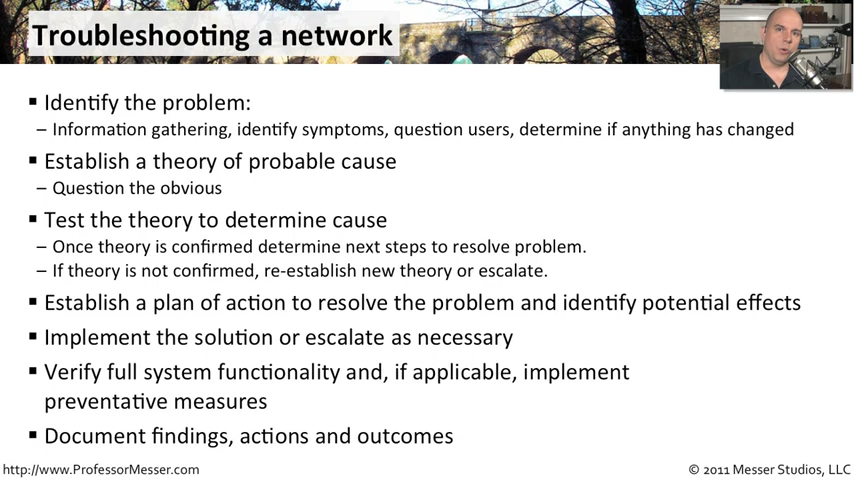 Troubleshooting a network
▪ Identify the problem:
– Information gathering, identify symptoms, question users, determine if anything has changed
▪ Establish a theory of probable cause
– Question the obvious
▪ Test the theory to determine cause
– Once theory is confirmed determine next steps to resolve problem.
– If theory is not confirmed, re-establish new theory or escalate.
▪ Establish a plan of action to resolve the problem and identify potential effects
▪ Implement the solution or escalate as necessary
▪ Verify full system functionality and, if applicable, implement
preventative measures
▪ Document findings, actions and outcomes
http://www.ProfessorMesser.com
© 2011 Messer Studios, LLC